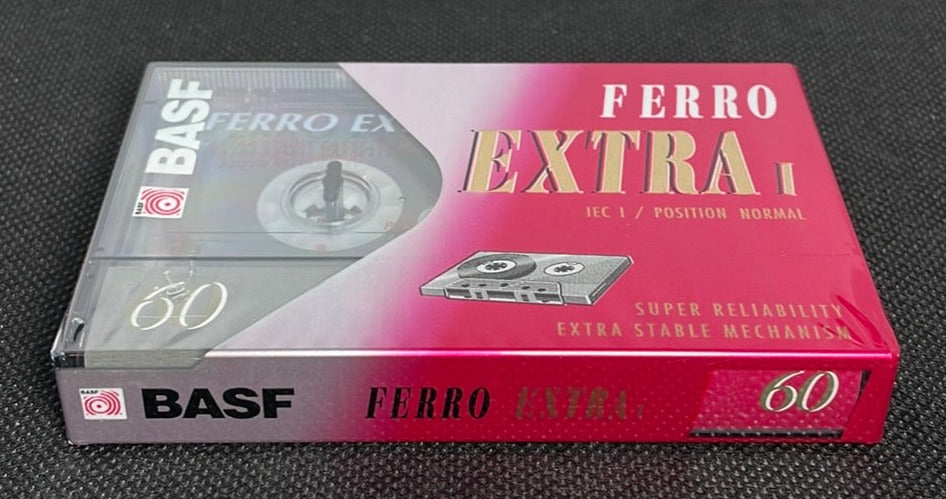 BASF
BASF
FERRO EX
60
FERRO
EXTRA I
IEC I / POSITION NORMAL
SUPER RELIABILITY
EXTRA STABLE MECHANISM
BASF
BASF
FERRO EXTRA I
60